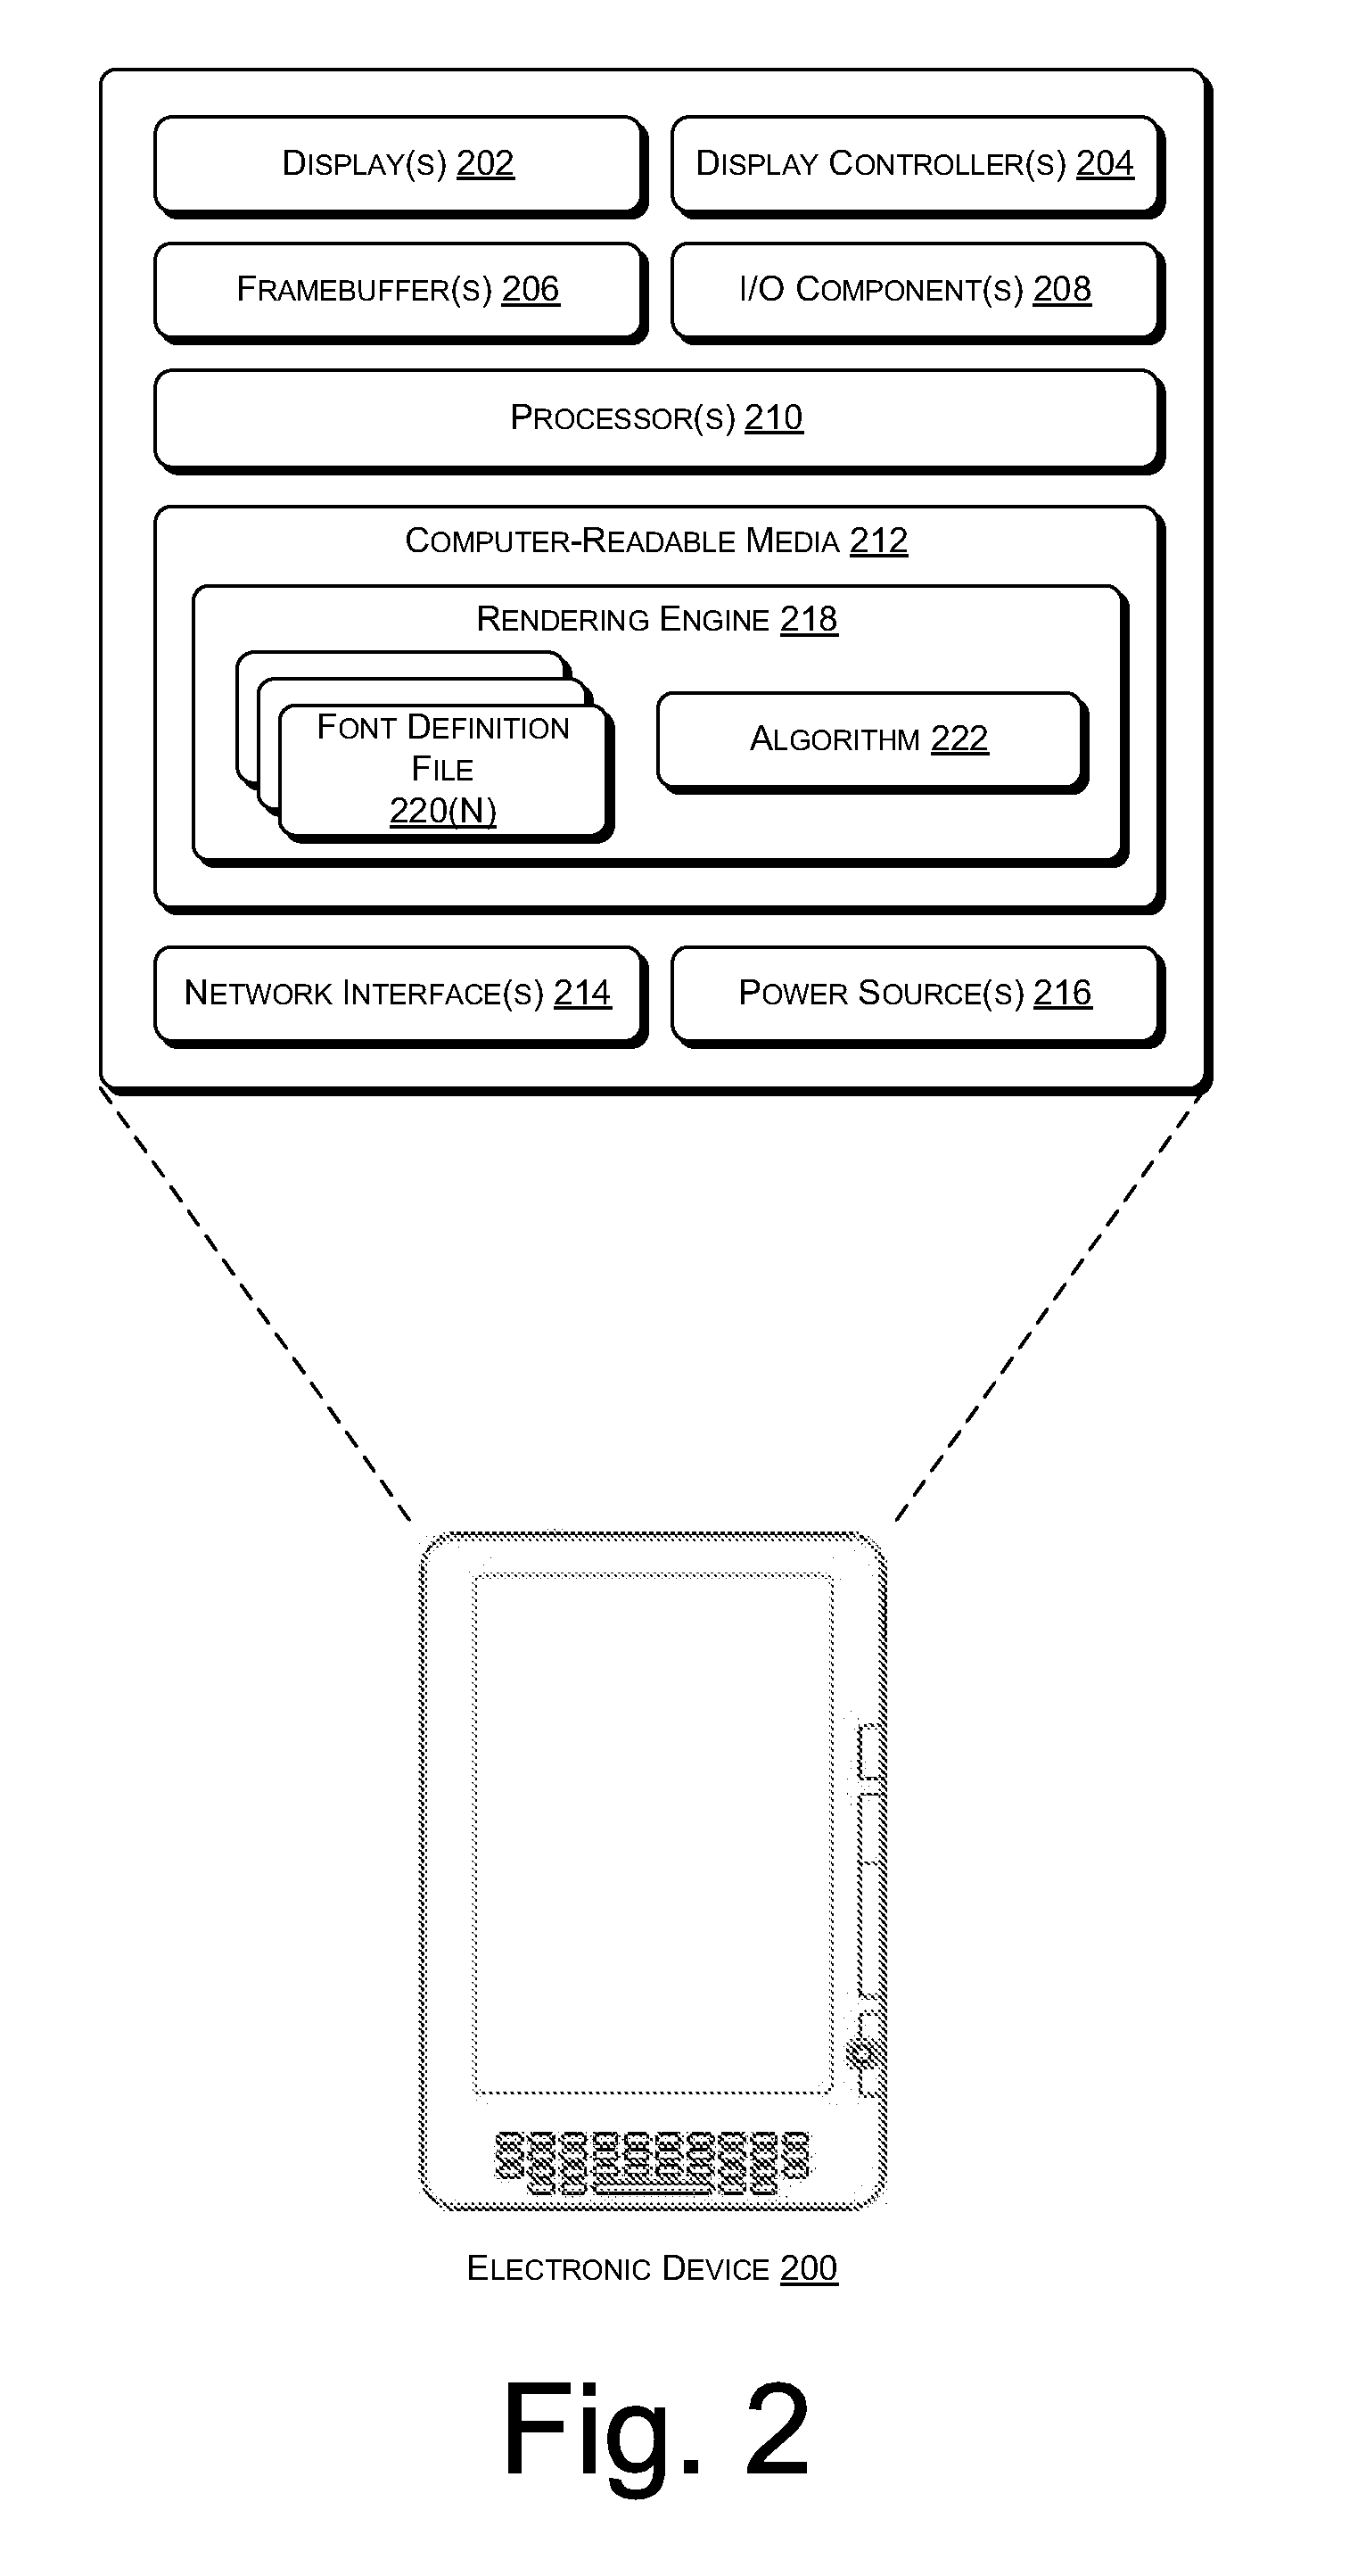 DISPLAY(S) 202
DISPLAY CONTROLLER(S) 204
FRAMEBUFFER(S) 206
I/O COMPONENT(S) 208
PROCESSOR(S) 210
COMPUTER-READABLE MEDIA 212
RENDERING ENGINE 218
FONT DEFINITION
FILE
220(N)
ALGORITHM 222
NETWORK INTERFACE(S) 214
POWER SOURCE(S) 216
ELECTRONIC DEVICE 200
Fig. 2